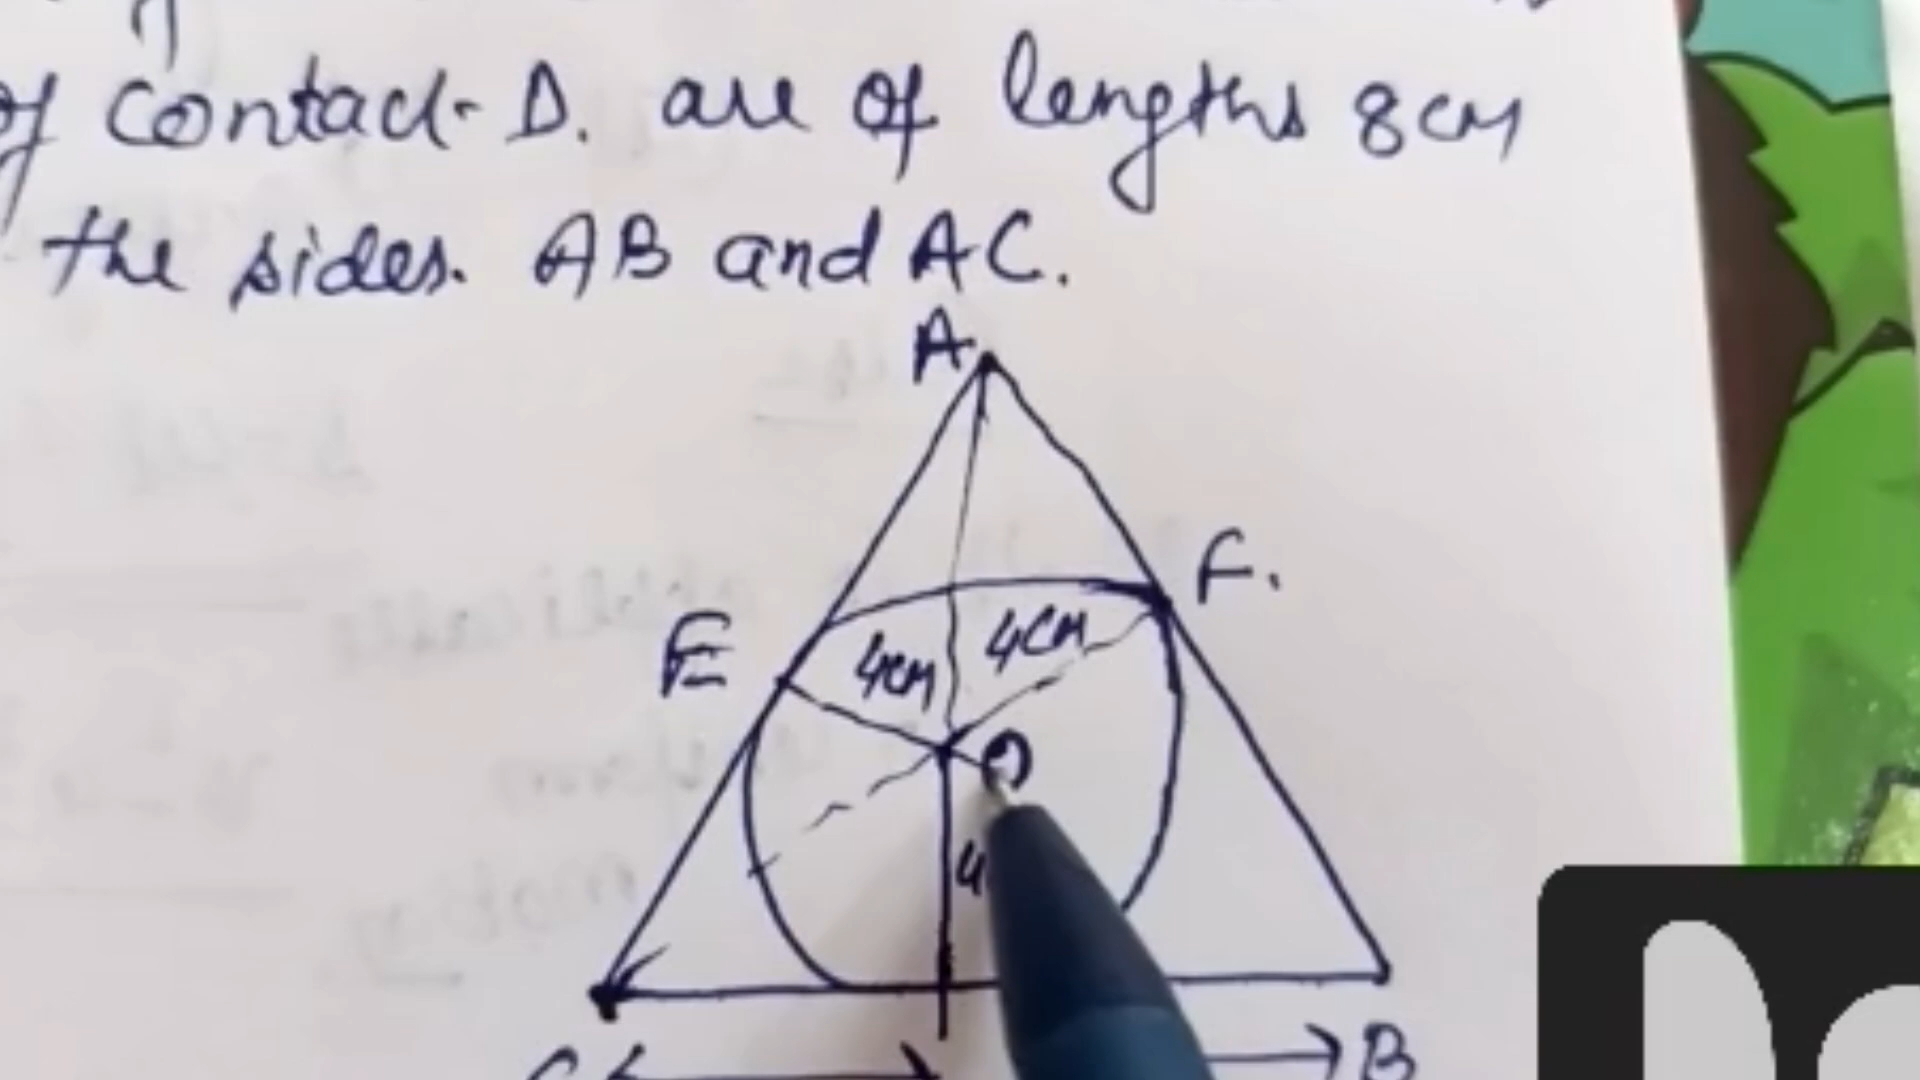 of contact D. are of lengths 8cm
the sides. AB and AC.
A
F.
E
4cm 4cm
O
4
C B